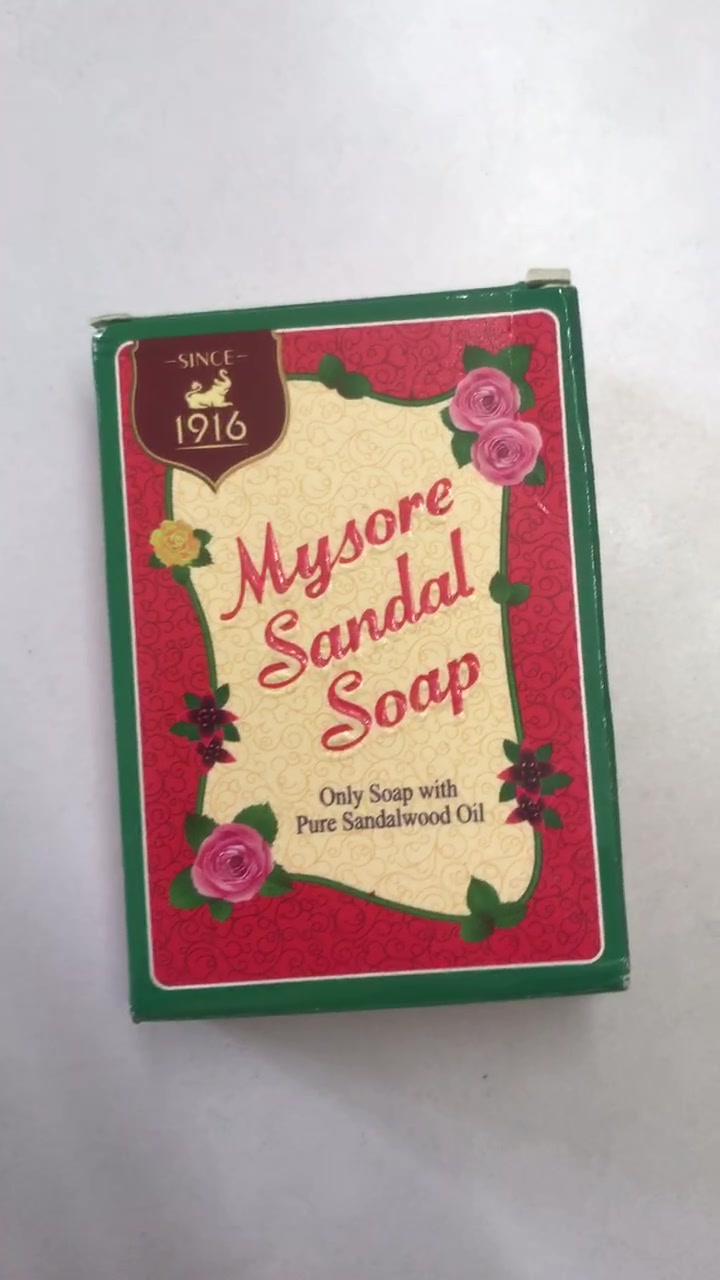 -SINCE-
1916
Mysore
Sandal
Soap
Only Soap with
Pure Sandalwood Oil